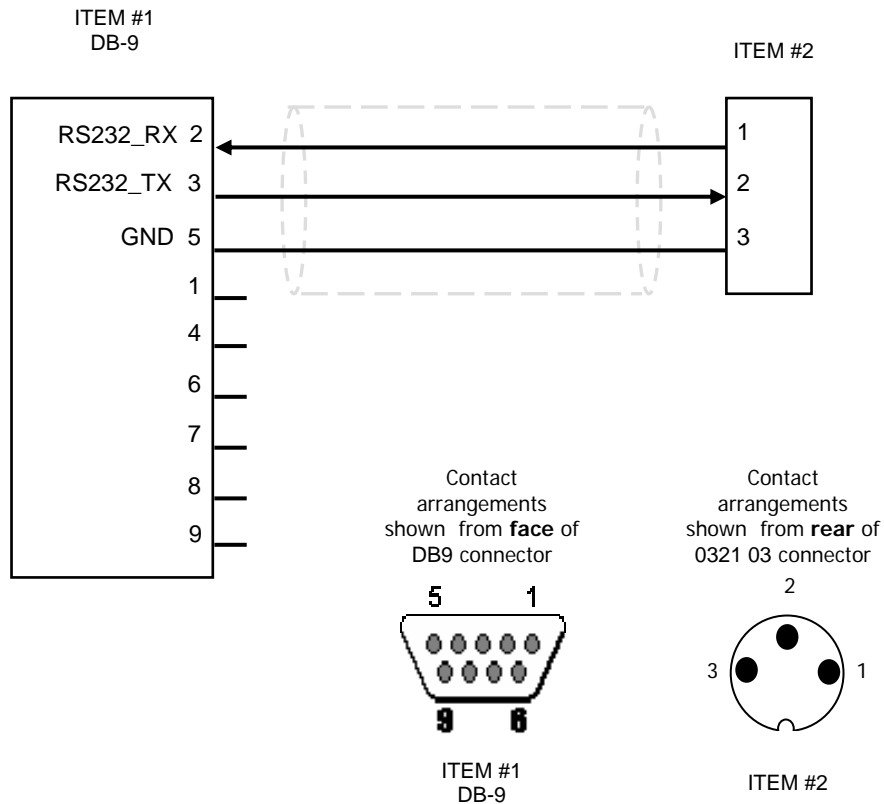 ITEM #1
DB-9
ITEM #2
RS232_RX 2
1
RS232_TX 3
2
GND 5
3
1
4
6
7
8
9
Contact
arrangements
shown from face of
DB9 connector
5 1
9 6
ITEM #1
DB-9
Contact
arrangements
shown from rear of
0321 03 connector
2
3 1
ITEM #2